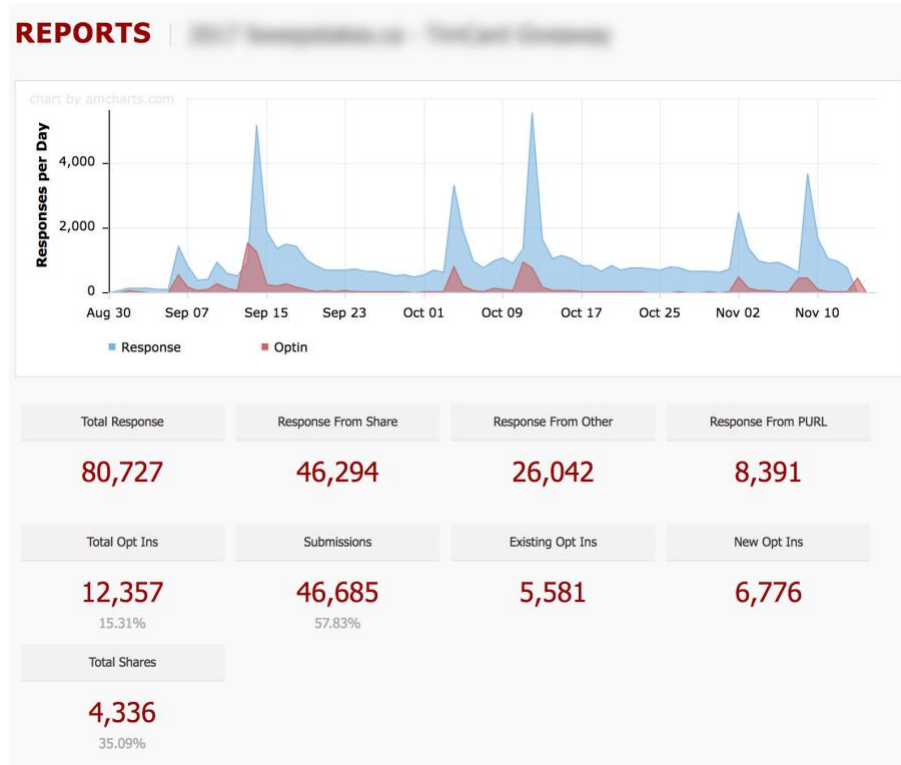 REPORTS
chart by amcharts.com
Responses per Day
4,000
2,000
0
Aug 30 Sep 07 Sep 15 Sep 23 Oct 01 Oct 09 Oct 17 Oct 25 Nov 02 Nov 10
Response Optin
Total Response Response From Share Response From Other Response From PURL
80,727 46,294 26,042 8,391
Total Opt Ins Submissions Existing Opt Ins New Opt Ins
12,357 46,685 5,581 6,776
15.31% 57.83%
Total Shares
4,336
35.09%